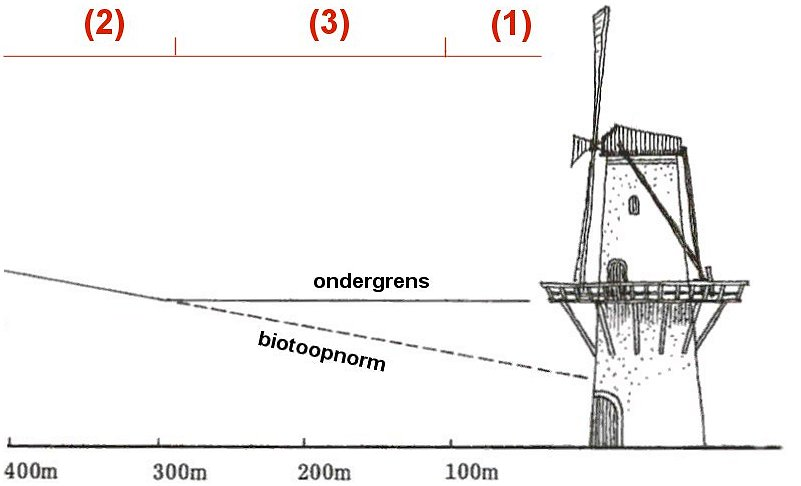 (2) (3) (1)
ondergrens
biotoopnorm
400m 300m 200m 100m